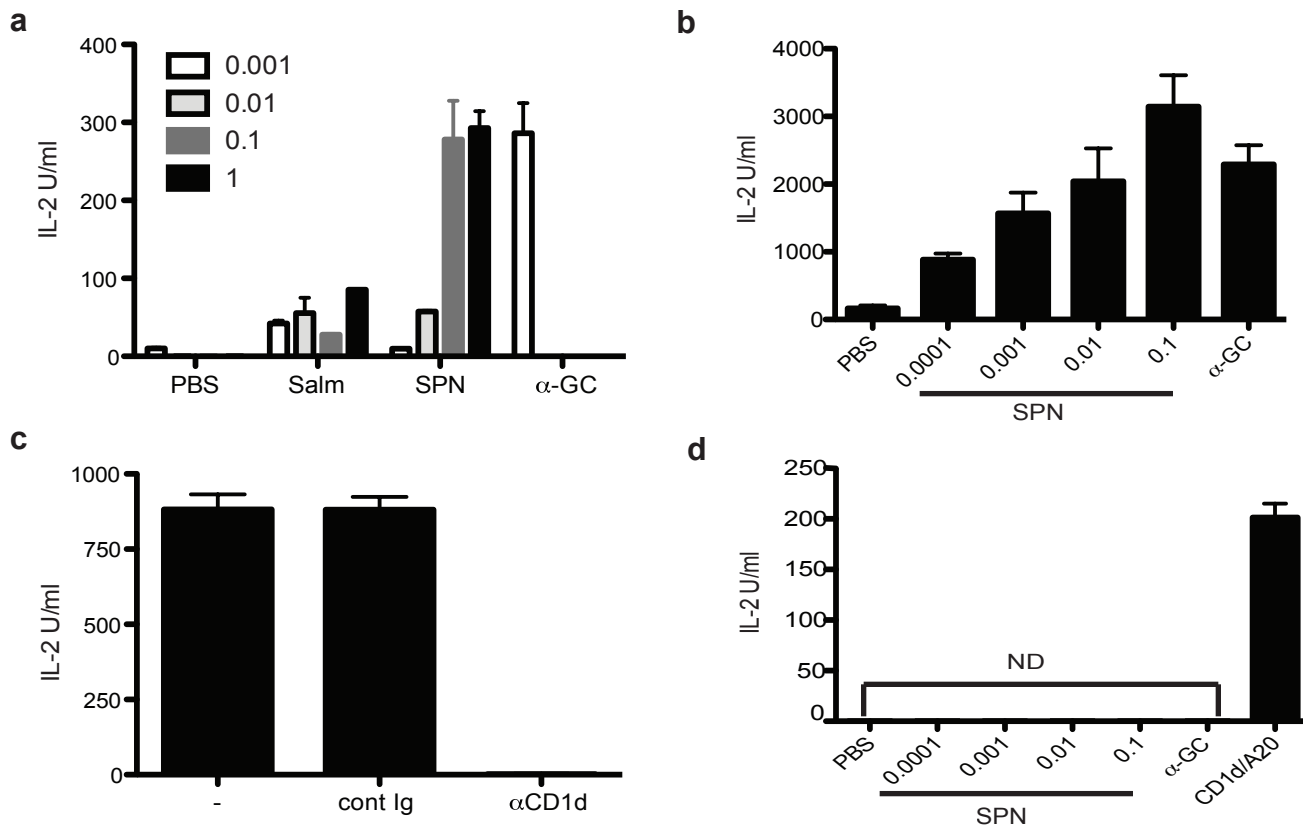 a
IL-2 U/ml
400
300
200
100
0
0.001
0.01
0.1
1
PBS Salm SPN α-GC
b
IL-2 U/ml
4000
3000
2000
1000
0
PBS 0.0001 0.001 0.01 0.1 α-GC
SPN
c
IL-2 U/ml
1000
750
500
250
0
- cont Ig αCD1d
d
IL-2 U/ml
250
200
150
100
50
0
ND
PBS 0.0001 0.001 0.01 0.1 α-GC CD1d/A20
SPN